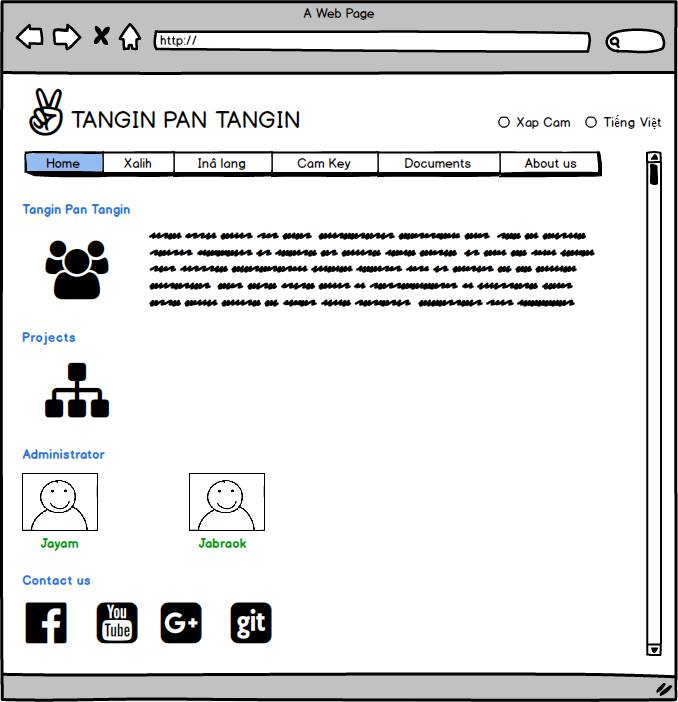 A Web Page
http://
TANGIN PAN TANGIN
Xap Cam Tiếng Việt
Home Xalih Inâ lang Cam Key Documents About us
Tangin Pan Tangin
Projects
Administrator
Jayam Jabraok
Contact us
f You Tube G+ git